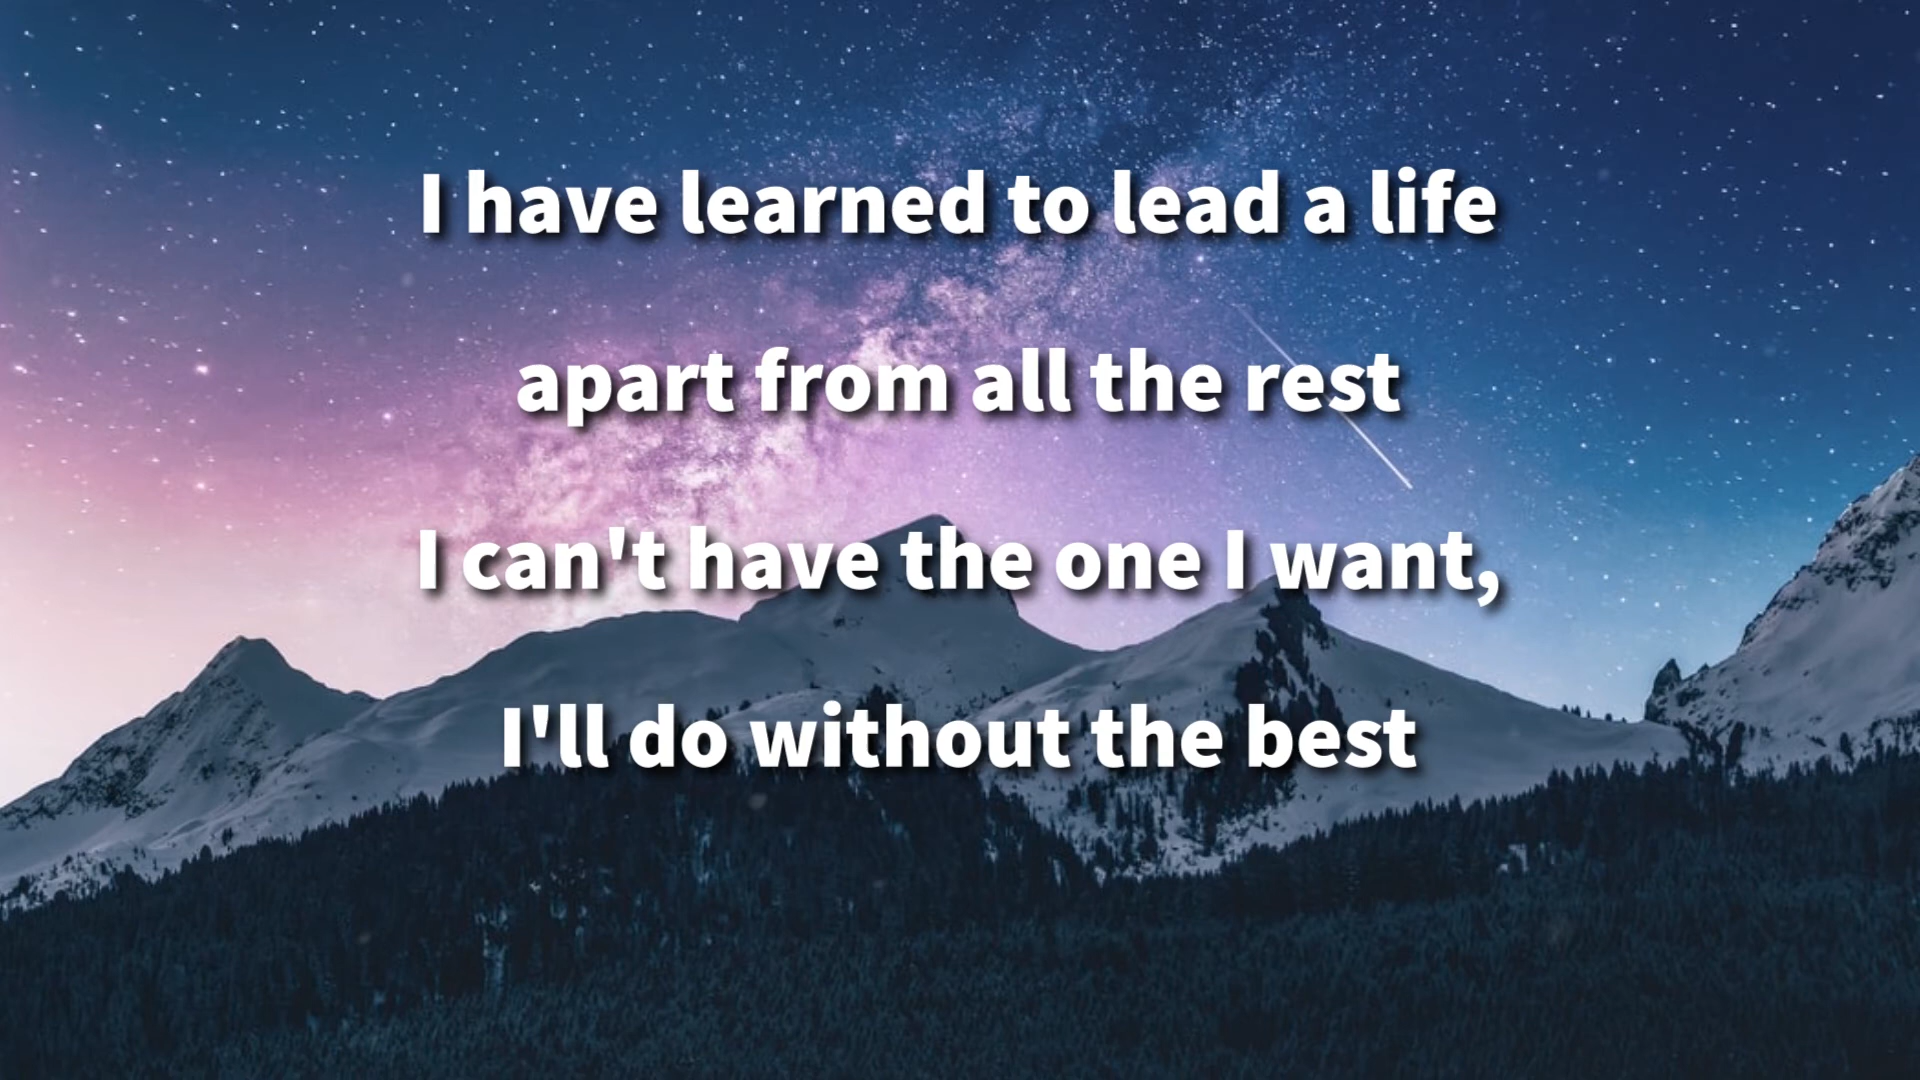 I have learned to lead a life
apart from all the rest
I can't have the one I want,
I'll do without the best